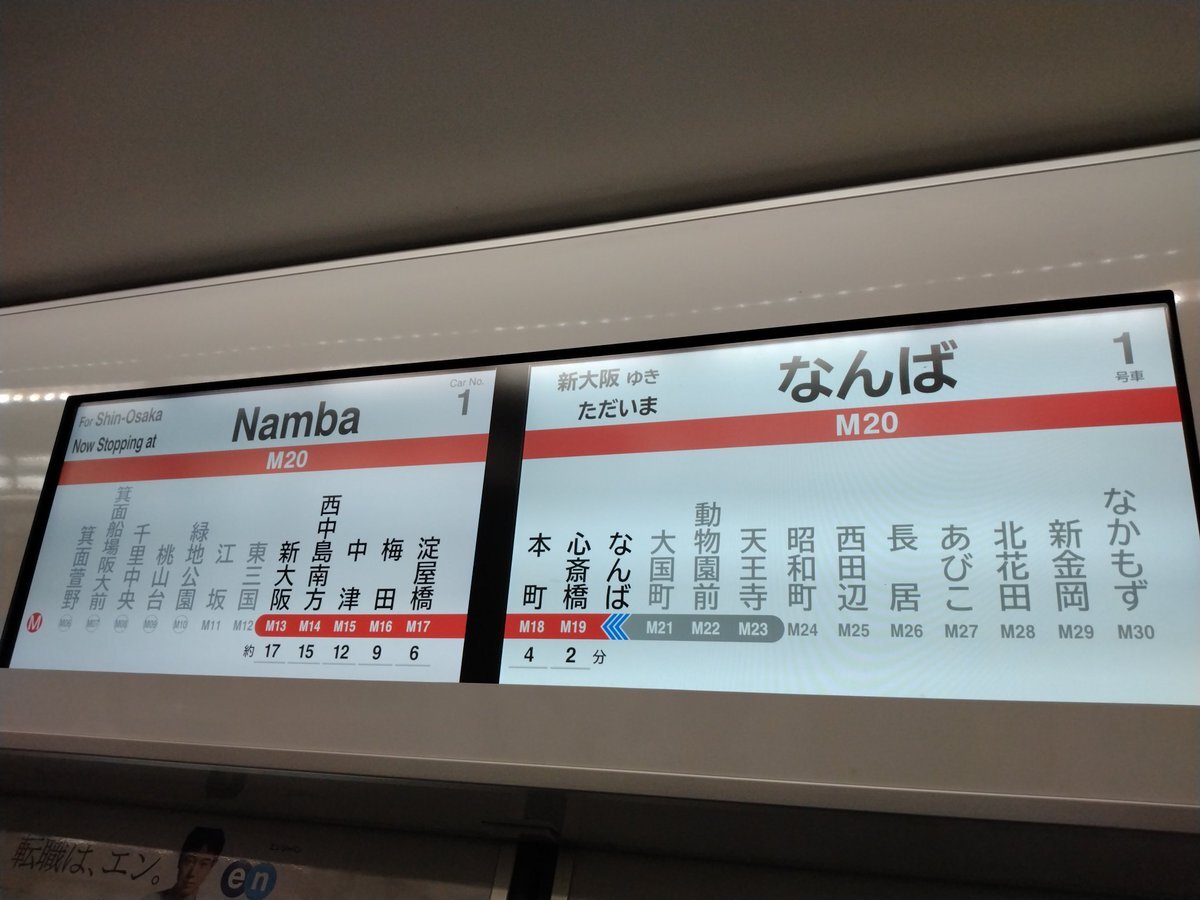 For Shin-Osaka
Now Stopping at
Namba
Car No.
1
M20
箕面萱野
箕面船場阪大前
千里中央
桃山台
緑地公園
江坂
東三国
新大阪
西中島南方
中津
梅田
淀屋橋
M M06 M07 M08 M09 M10 M11 M12 M13 M14 M15 M16 M17
約 17 15 12 9 6
新大阪 ゆき
ただいま
なんば
1
号車
M20
本町
心斎橋
なんば
大国町
動物園前
天王寺
昭和町
西田辺
長居
あびこ
北花田
新金岡
なかもず
M18 M19 M21 M22 M23 M24 M25 M26 M27 M28 M29 M30
4 2 分
転職は、エン。
en